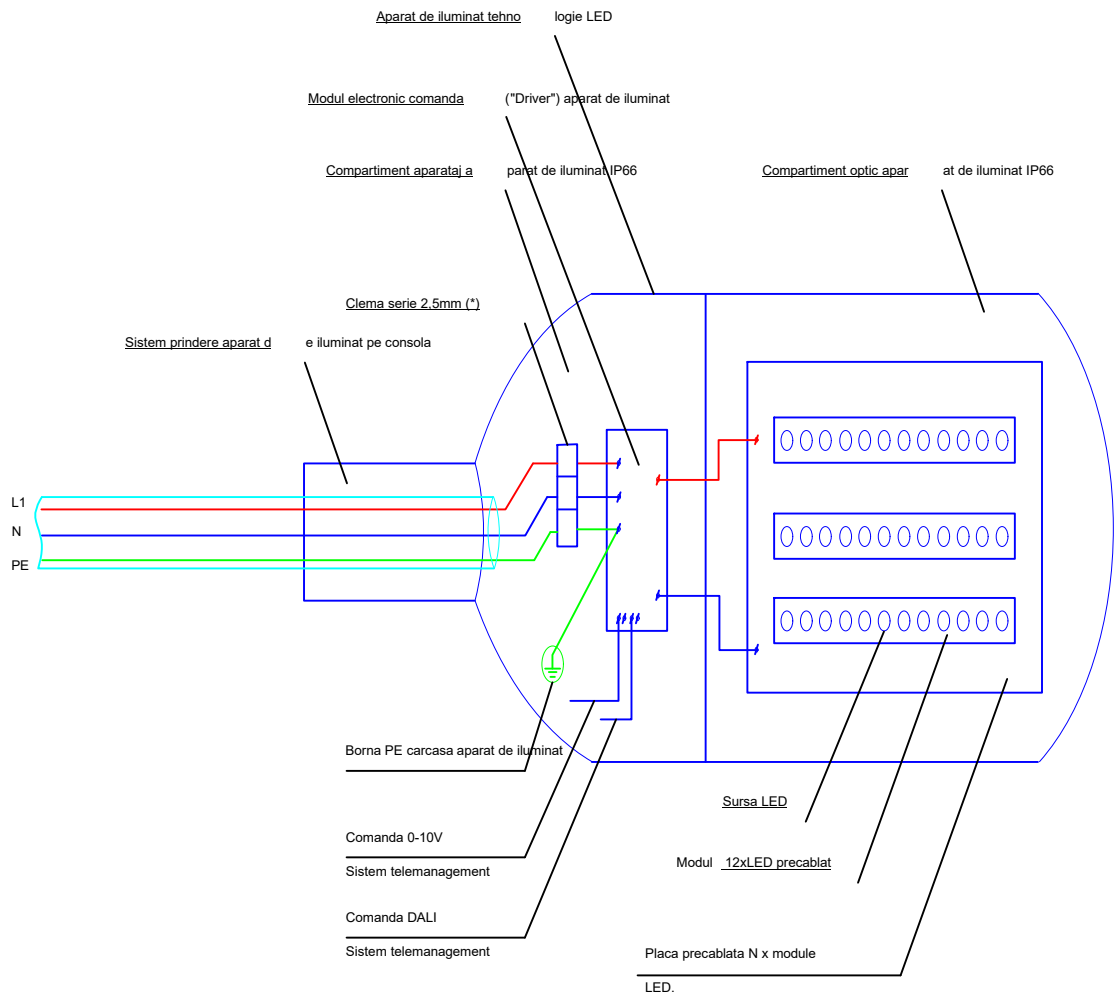 Aparat de iluminat tehno logie LED
Modul electronic comanda ("Driver") aparat de iluminat
Compartiment aparataj a parat de iluminat IP66
Compartiment optic apar at de iluminat IP66
Clema serie 2,5mm (*)
Sistem prindere aparat d e iluminat pe consola
L1
N
PE
Borna PE carcasa aparat de iluminat
Sursa LED
Comanda 0-10V
Sistem telemanagement
Modul 12xLED precablat
Comanda DALI
Sistem telemanagement
Placa precablata N x module
LED.